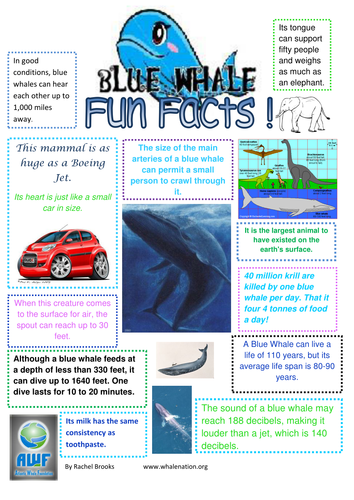 In good
conditions, blue
whales can hear
each other up to
1,000 miles
away.
BLUE WHALE
FUN FACTS !
Its tongue
can support
fifty people
and weighs
as much as
an elephant.
This mammal is as
huge as a Boeing
Jet.
Its heart is just like a small
car in size.
The size of the main
arteries of a blue whale
can permit a small
person to crawl through
it.
It is the largest animal to
have existed on the
earth's surface.
When this creature comes
to the surface for air, the
spout can reach up to 30
feet.
40 million krill are
killed by one blue
whale per day. That it
four 4 tonnes of food
a day!
Although a blue whale feeds at
a depth of less than 330 feet, it
can dive up to 1640 feet. One
dive lasts for 10 to 20 minutes.
A Blue Whale can live a
life of 110 years, but its
average life span is 80-90
years.
AWF
Its milk has the same
consistency as
toothpaste.
The sound of a blue whale may
reach 188 decibels, making it
louder than a jet, which is 140
decibels.
By Rachel Brooks
www.whalenation.org